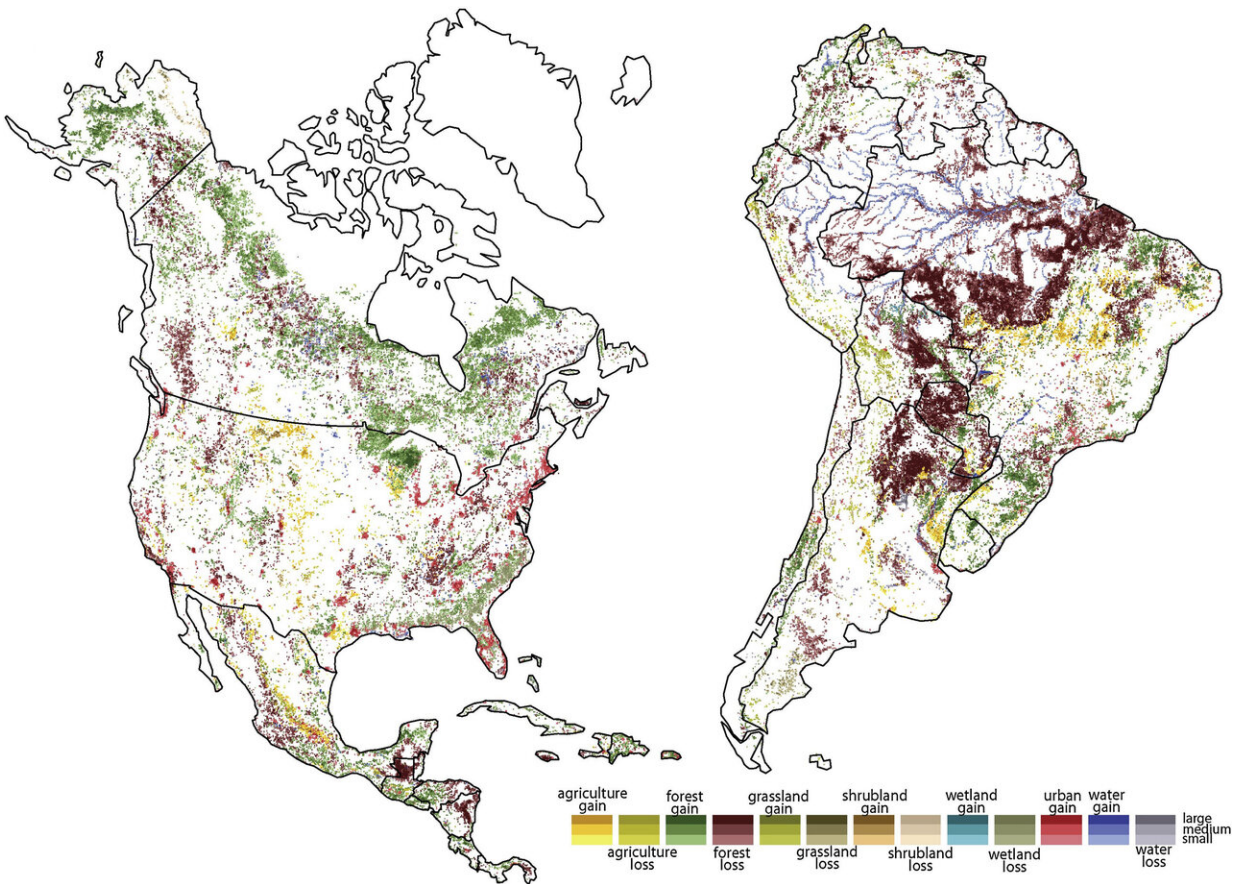 agriculture gain
forest gain
grassland gain
shrubland gain
wetland gain
urban gain
water gain
large
medium
small
agriculture loss
forest loss
grassland loss
shrubland loss
wetland loss
water loss